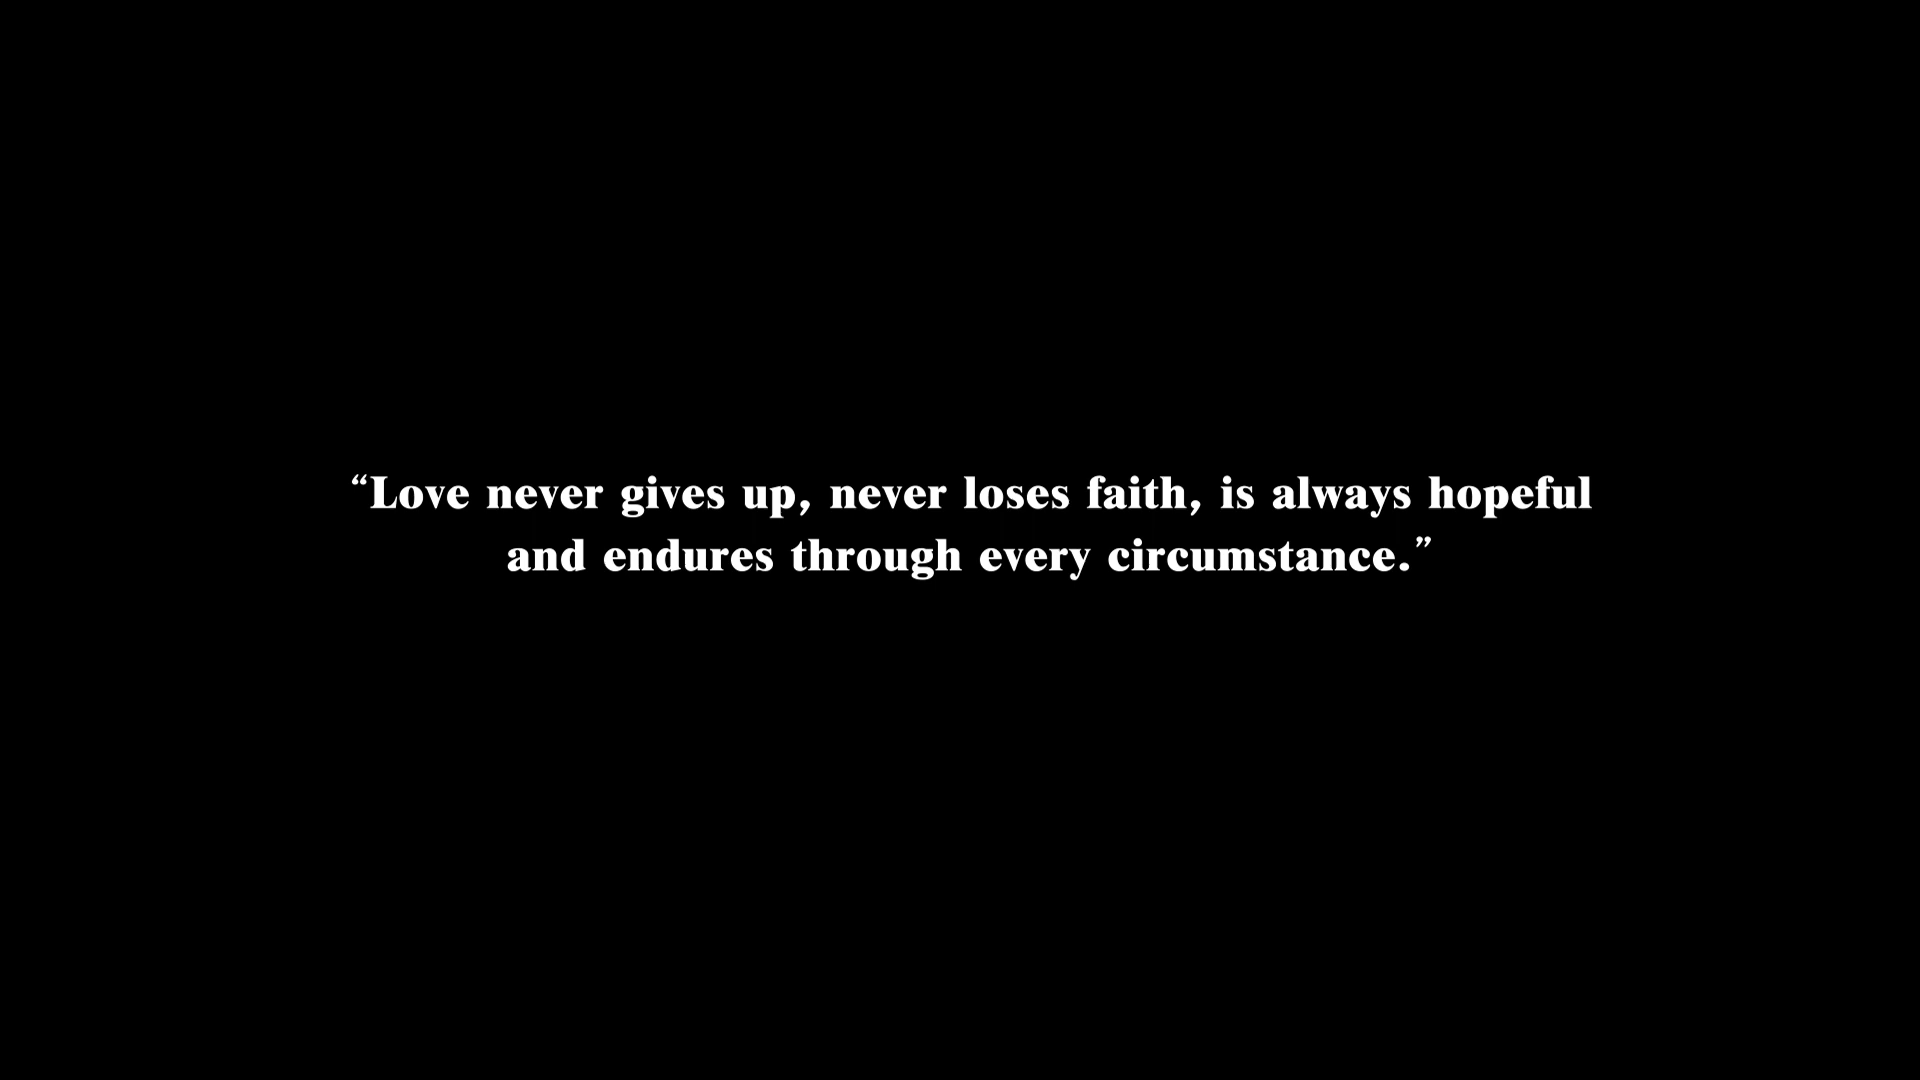 “Love never gives up, never loses faith, is always hopeful
and endures through every circumstance.”